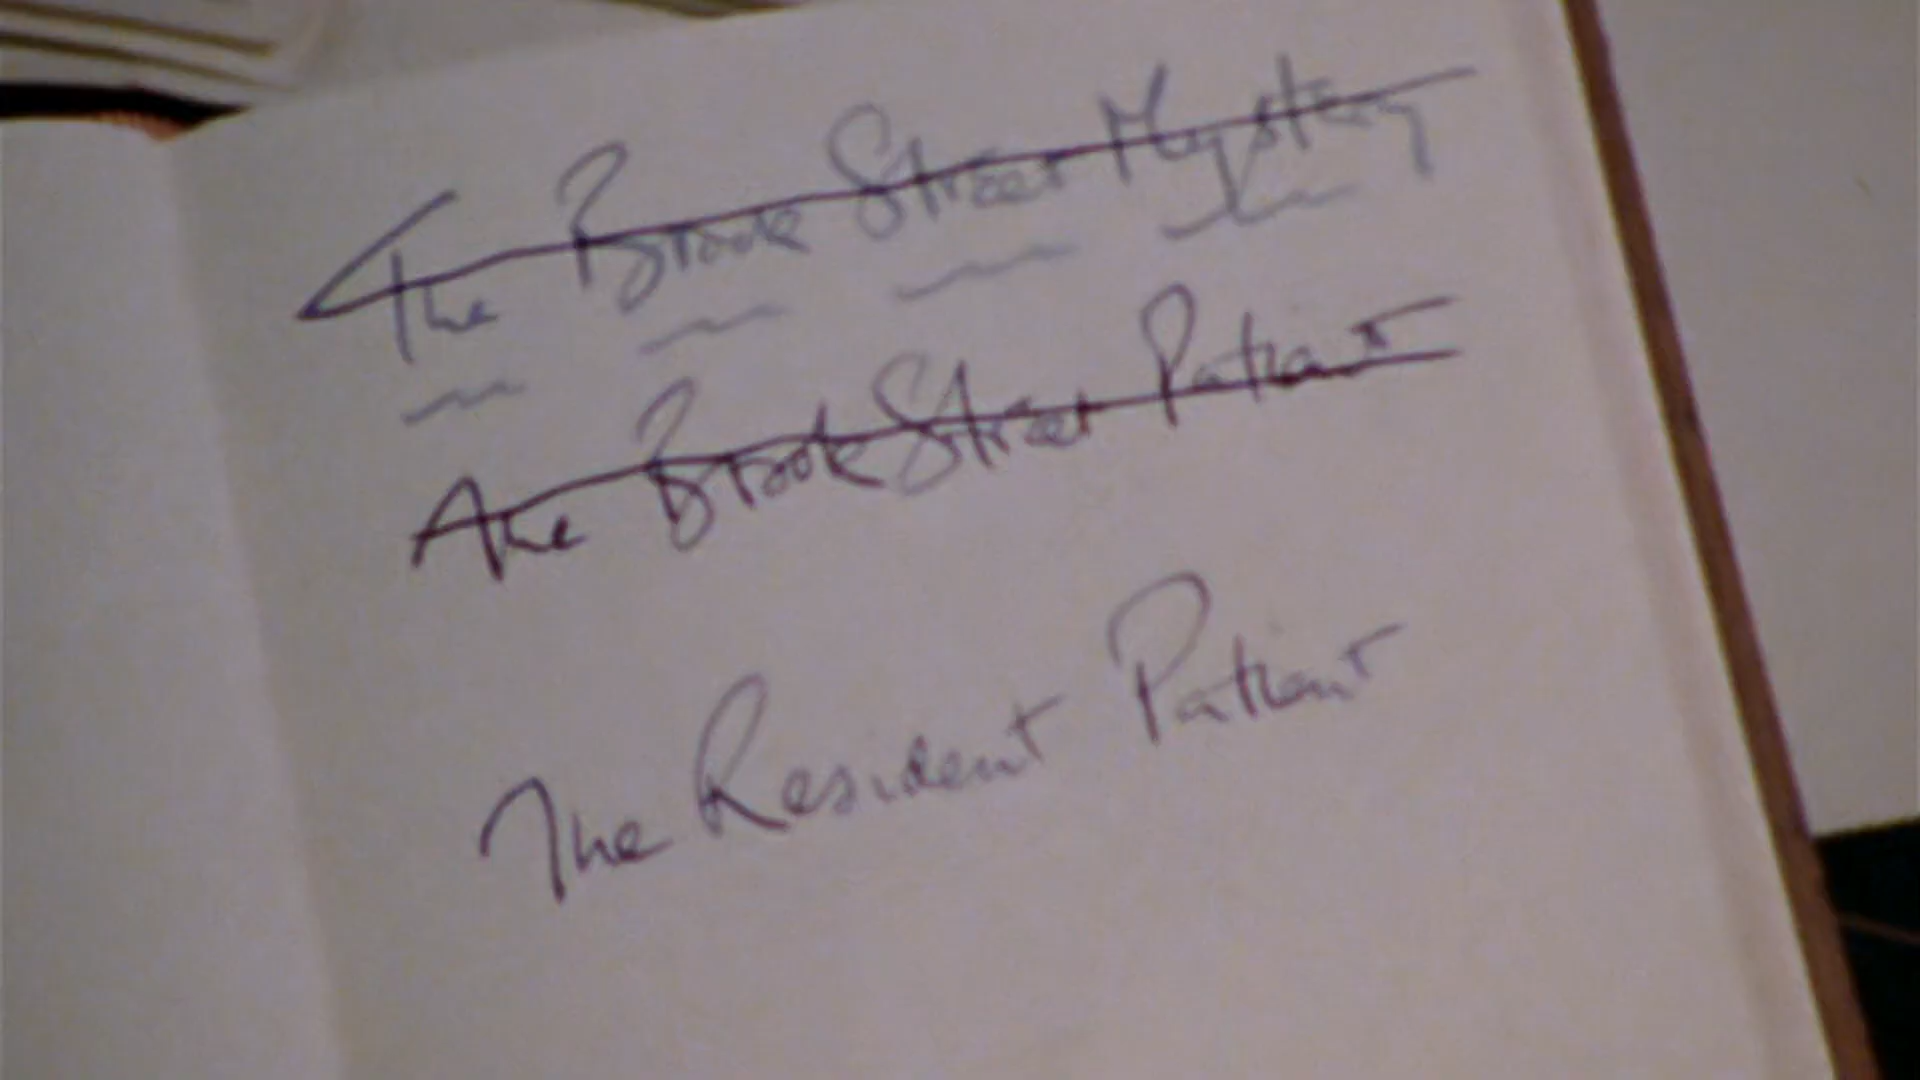 The Brook Street Mystery
The Brook Street Patient
The Resident Patient